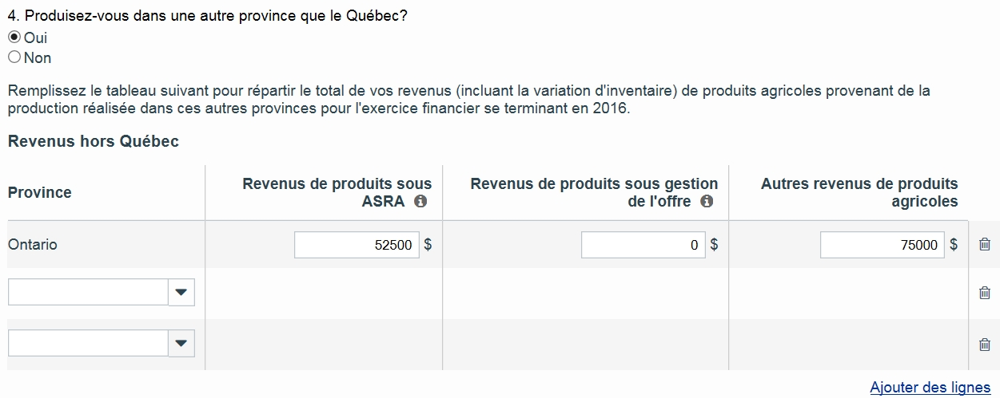 4. Produisez-vous dans une autre province que le Québec?
Oui
Non
Remplissez le tableau suivant pour répartir le total de vos revenus (incluant la variation d'inventaire) de produits agricoles provenant de la
production réalisée dans ces autres provinces pour l'exercice financier se terminant en 2016.
Revenus hors Québec
Province
Revenus de produits sous
ASRA
Revenus de produits sous gestion
de l'offre
Autres revenus de produits
agricoles
Ontario 52500 $ 0 $ 75000 $
Ajouter des lignes